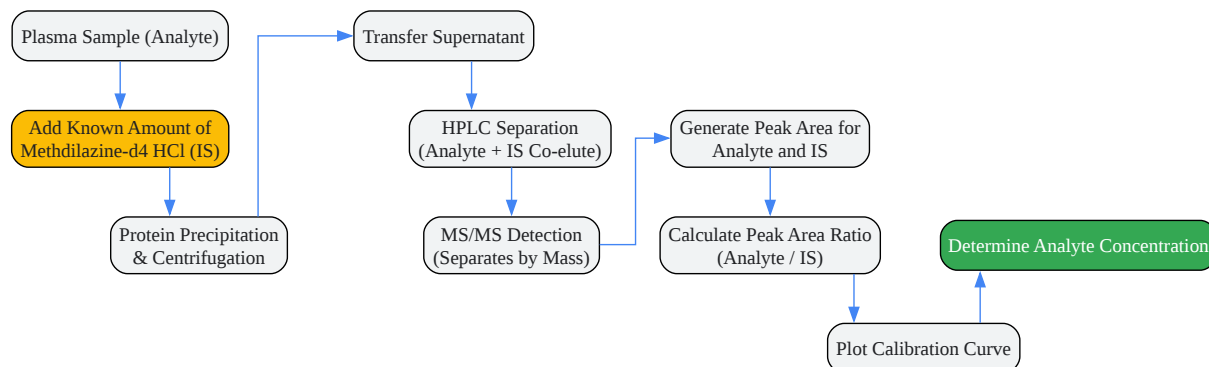 Plasma Sample (Analyte)
Add Known Amount of
Methdilazine-d4 HCl (IS)
Protein Precipitation
& Centrifugation
Transfer Supernatant
HPLC Separation
(Analyte + IS Co-elute)
MS/MS Detection
(Separates by Mass)
Generate Peak Area for
Analyte and IS
Calculate Peak Area Ratio
(Analyte / IS)
Plot Calibration Curve
Determine Analyte Concentration